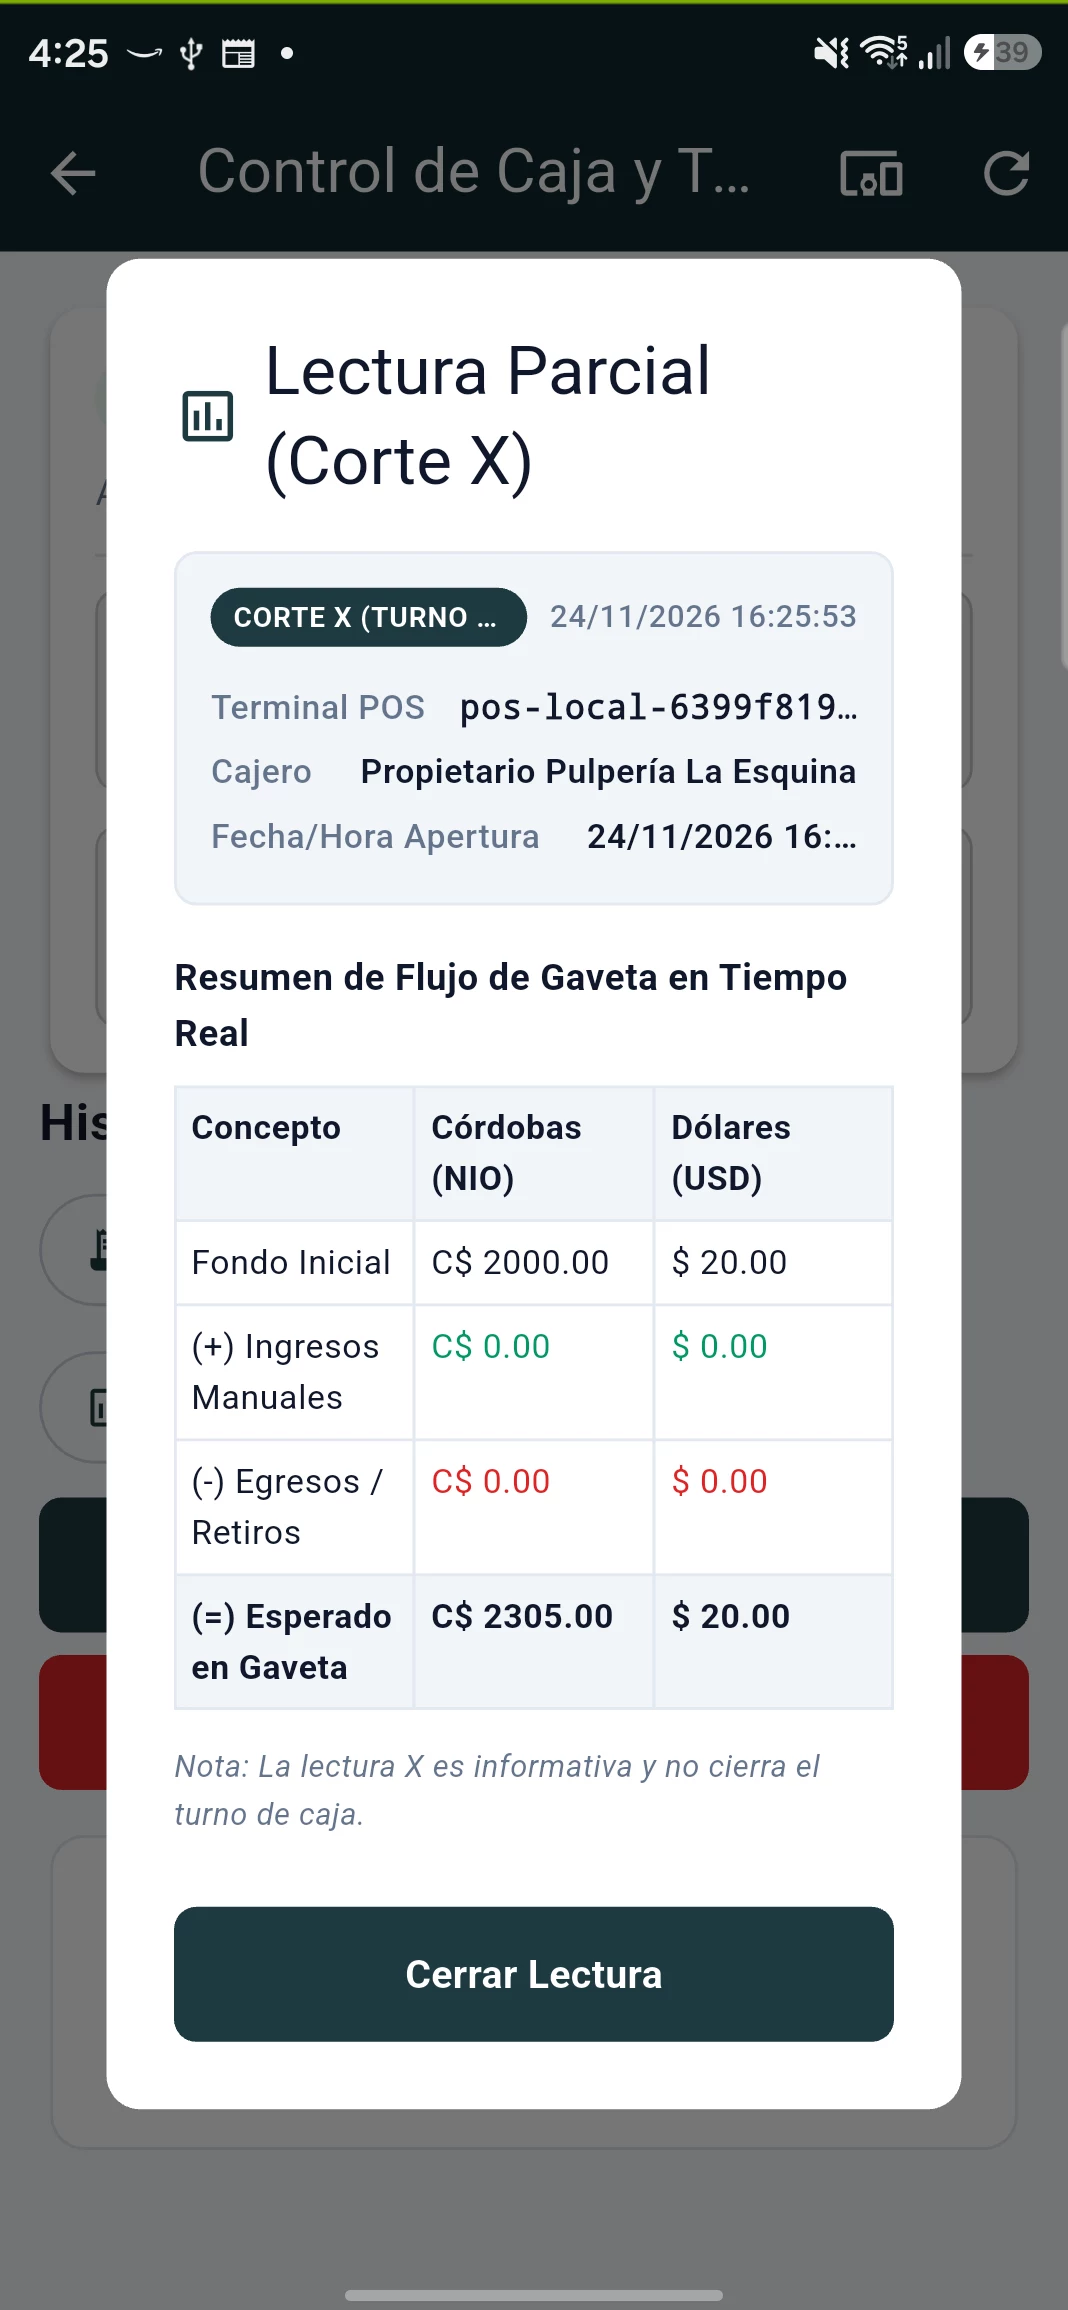 4:25
5
39
Control de Caja y T...
Lectura Parcial
(Corte X)
CORTE X (TURNO ...
24/11/2026 16:25:53
Terminal POS
pos-local-6399f819...
Cajero
Propietario Pulpería La Esquina
Fecha/Hora Apertura
24/11/2026 16:...
His
Resumen de Flujo de Gaveta en Tiempo
Real
Concepto
Córdobas
(NIO)
Dólares
(USD)
Fondo Inicial
C$ 2000.00
$ 20.00
(+) Ingresos
Manuales
C$ 0.00
$ 0.00
(-) Egresos /
Retiros
C$ 0.00
$ 0.00
(=) Esperado
en Gaveta
C$ 2305.00
$ 20.00
Nota: La lectura X es informativa y no cierra el
turno de caja.
Cerrar Lectura